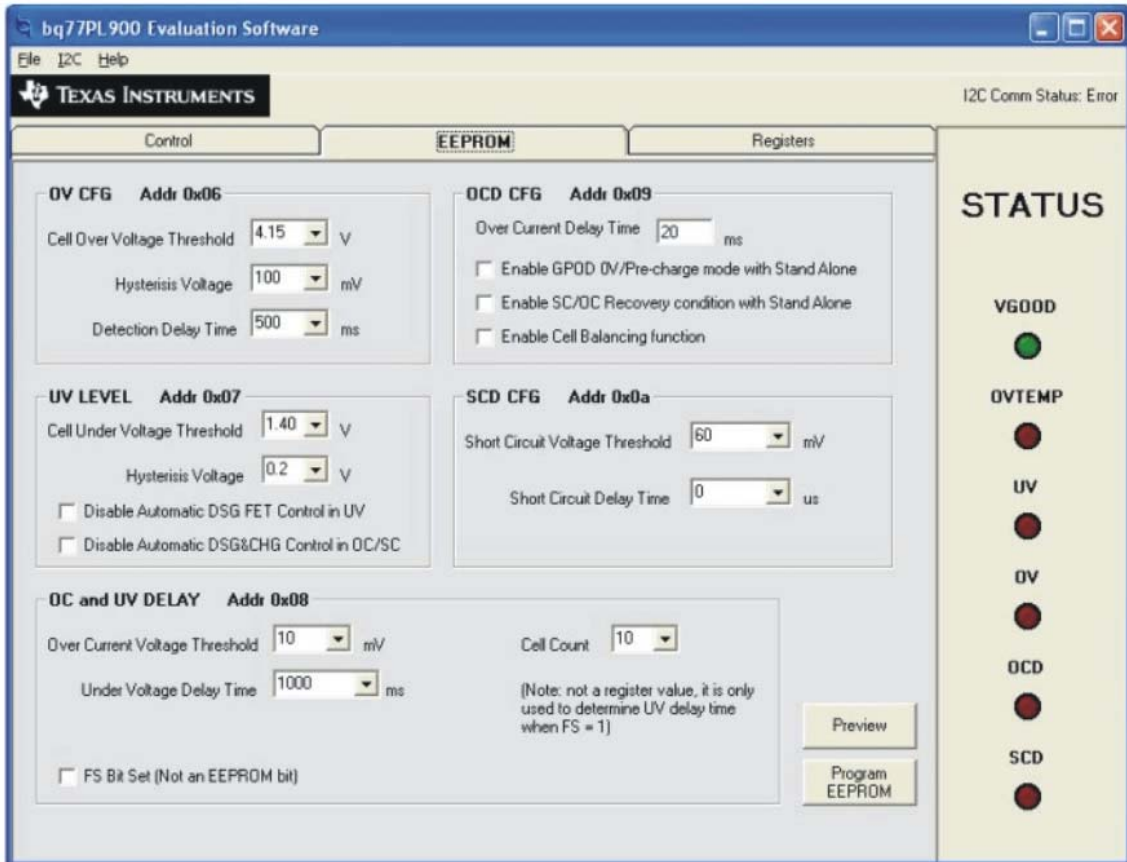 bq77PL900 Evaluation Software
File I2C Help
TEXAS INSTRUMENTS
I2C Comm Status: Error
Control EEPROM Registers
OV CFG Addr 0x06
Cell Over Voltage Threshold 4.15 V
Hysterisis Voltage 100 mV
Detection Delay Time 500 ms
OCD CFG Addr 0x09
Over Current Delay Time 20 ms
Enable GPOD 0V/Pre-charge mode with Stand Alone
Enable SC/OC Recovery condition with Stand Alone
Enable Cell Balancing function
UV LEVEL Addr 0x07
Cell Under Voltage Threshold 1.40 V
Hysterisis Voltage 0.2 V
Disable Automatic DSG FET Control in UV
Disable Automatic DSG&CHG Control in OC/SC
SCD CFG Addr 0x0a
Short Circuit Voltage Threshold 60 mV
Short Circuit Delay Time 0 us
OC and UV DELAY Addr 0x08
Over Current Voltage Threshold 10 mV
Under Voltage Delay Time 1000 ms
FS Bit Set (Not an EEPROM bit)
Cell Count 10
(Note: not a register value, it is only
used to determine UV delay time
when FS = 1)
Preview
Program
EEPROM
STATUS
VGOOD
OVTEMP
UV
OV
OCD
SCD